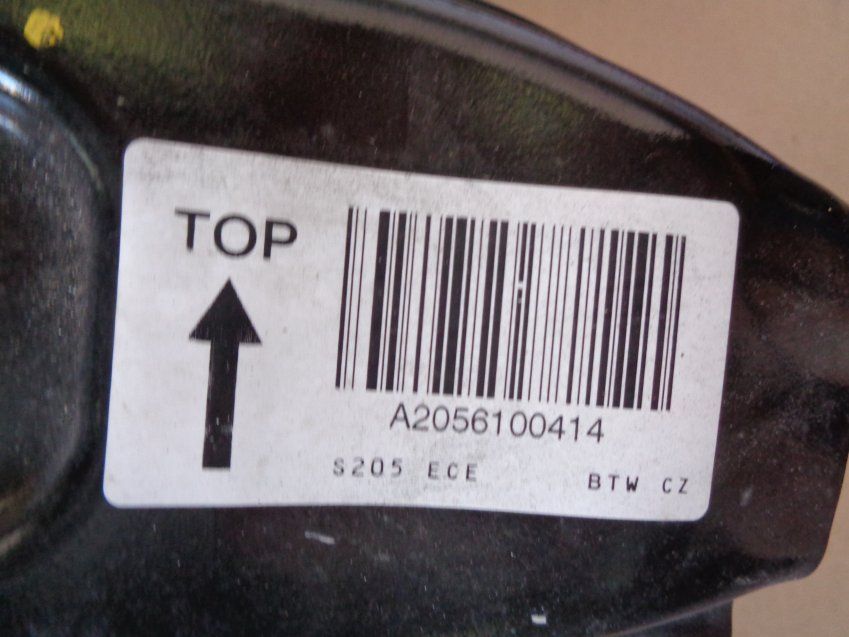 TOP
A2056100414
S205 ECE
BTW CZ